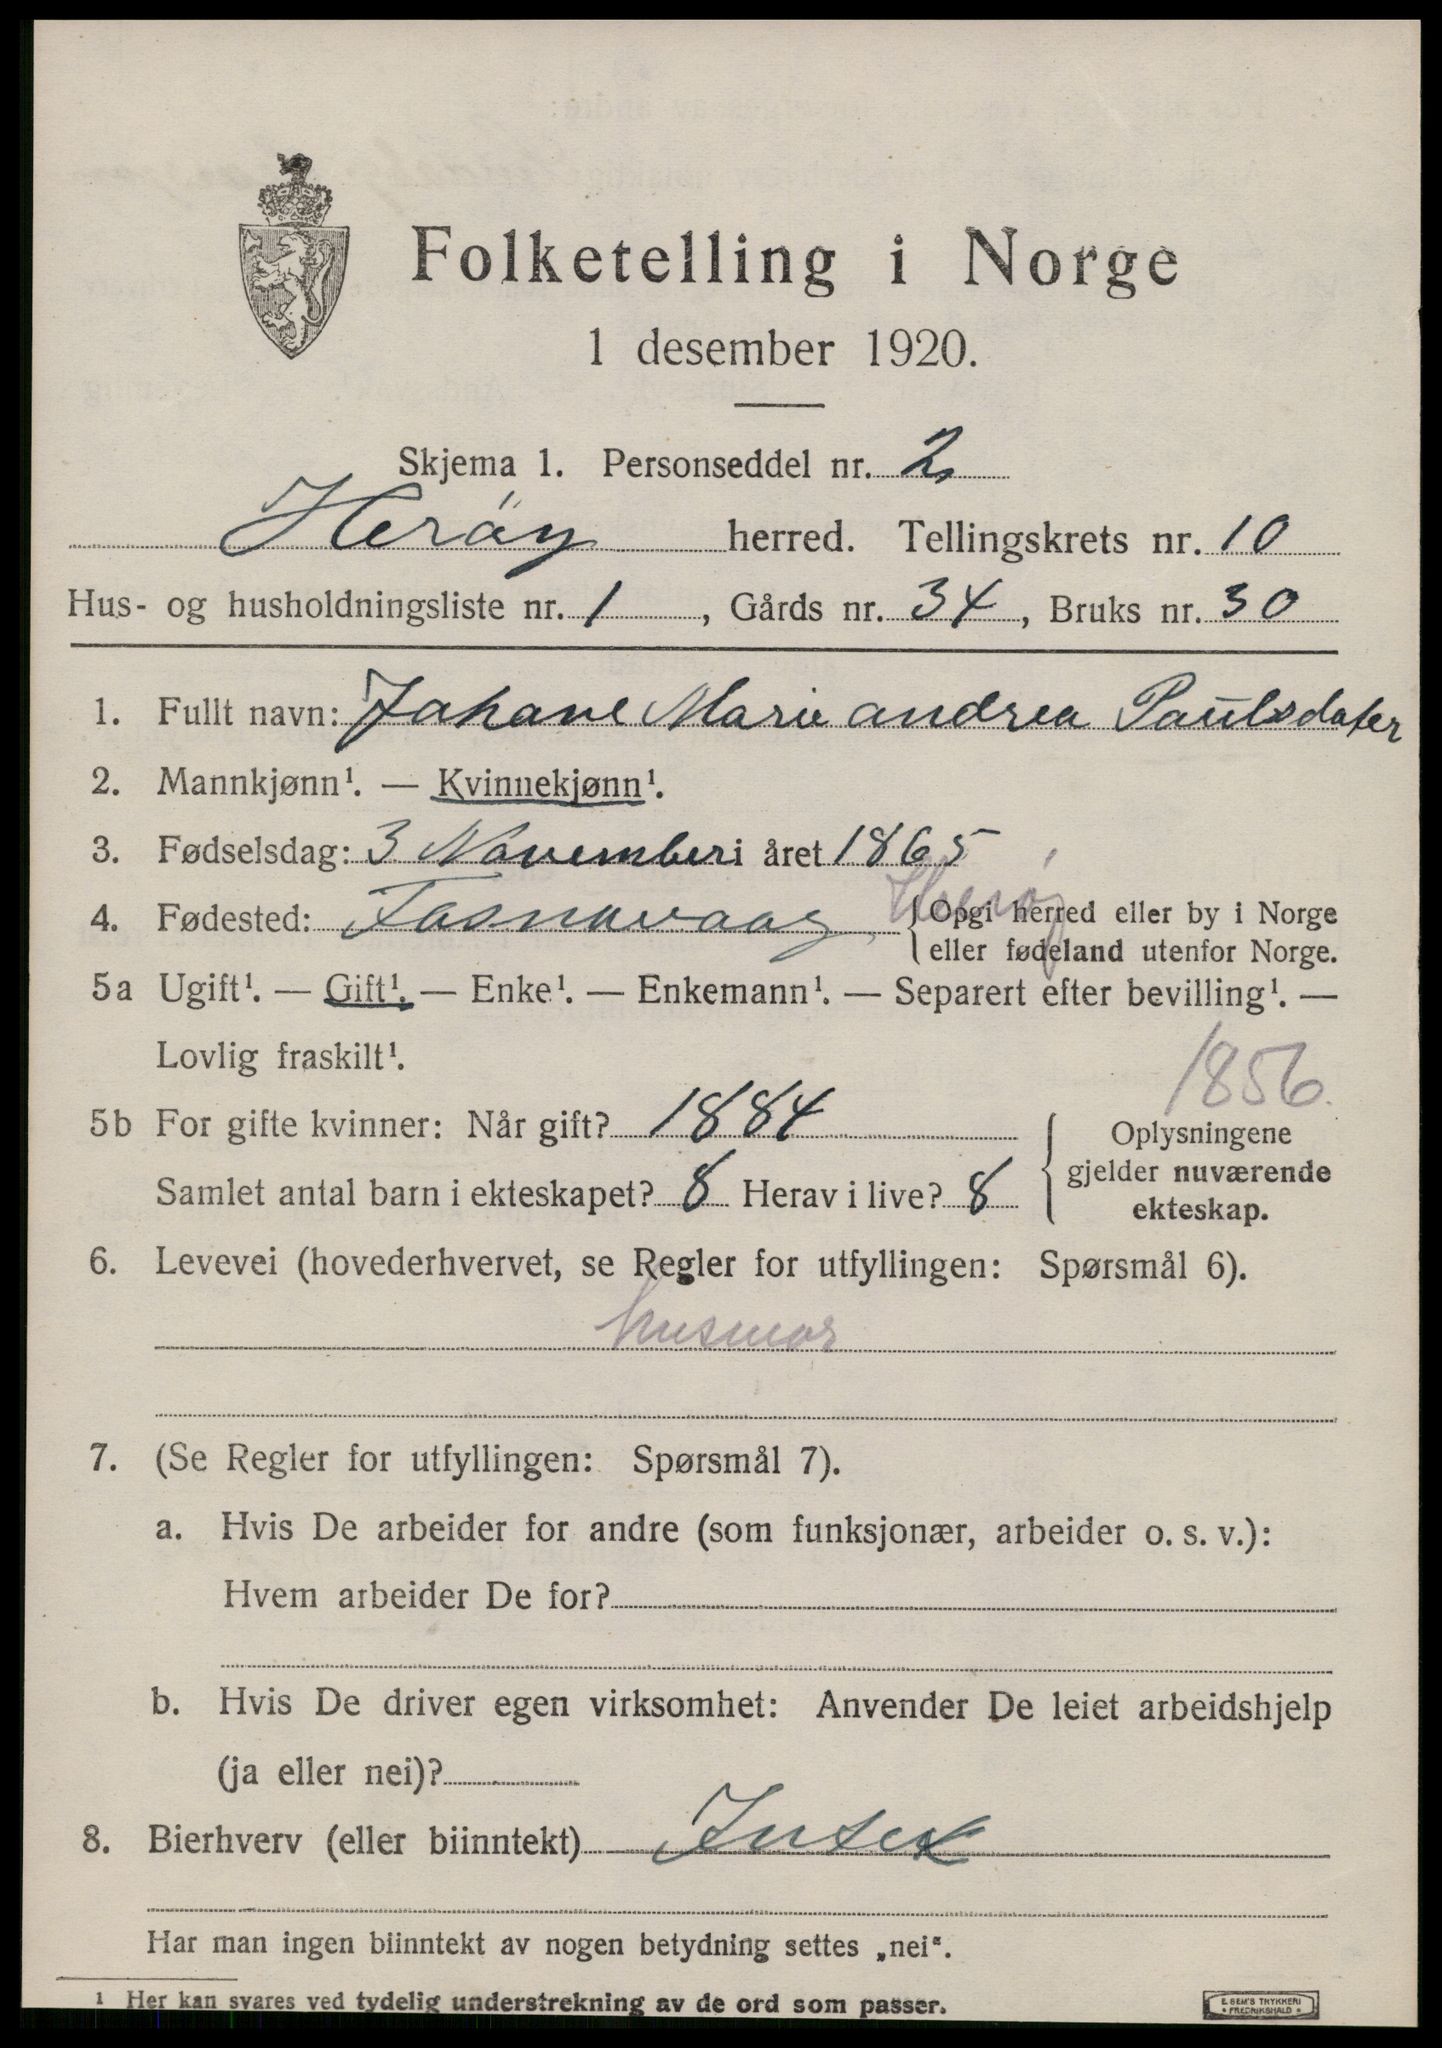 Folketelling i Norge
1 desember 1920.
Skjema 1. Personseddel nr. 2
Herøy herred. Tellingskrets nr. 10
Hus- og husholdningsliste nr. 1, Gårds nr. 34, Bruks nr. 30
1. Fullt navn: Johane Marie andrea Paulsdater
2. Mannkjønn¹. — Kvinnekjønn¹.
3. Fødselsdag: 3 November i året 1865
4. Fødested: Fosnavaag Herøy { Opgi herred eller by i Norge
eller fødeland utenfor Norge.
5a Ugift¹. — Gift¹. — Enke¹. — Enkemann¹. — Separert efter bevilling¹. —
Lovlig fraskilt¹.
1856.
5b For gifte kvinner: Når gift? 1884 { Oplysningene
gjelder nuværende
Samlet antal barn i ekteskapet? 8 Herav i live? 8
ekteskap.
6. Levevei (hovederhvervet, se Regler for utfyllingen: Spørsmål 6).
husmor
7. (Se Regler for utfyllingen: Spørsmål 7).
a. Hvis De arbeider for andre (som funksjonær, arbeider o. s. v.):
Hvem arbeider De for?
b. Hvis De driver egen virksomhet: Anvender De leiet arbeidshjelp
(ja eller nei)?
8. Bierhverv (eller biinntekt)
Har man ingen biinntekt av nogen betydning settes „nei“.
¹ Her kan svares ved tydelig understrekning av de ord som passer.
E. SEM'S TRYKKERI
FREDRIKSHALD